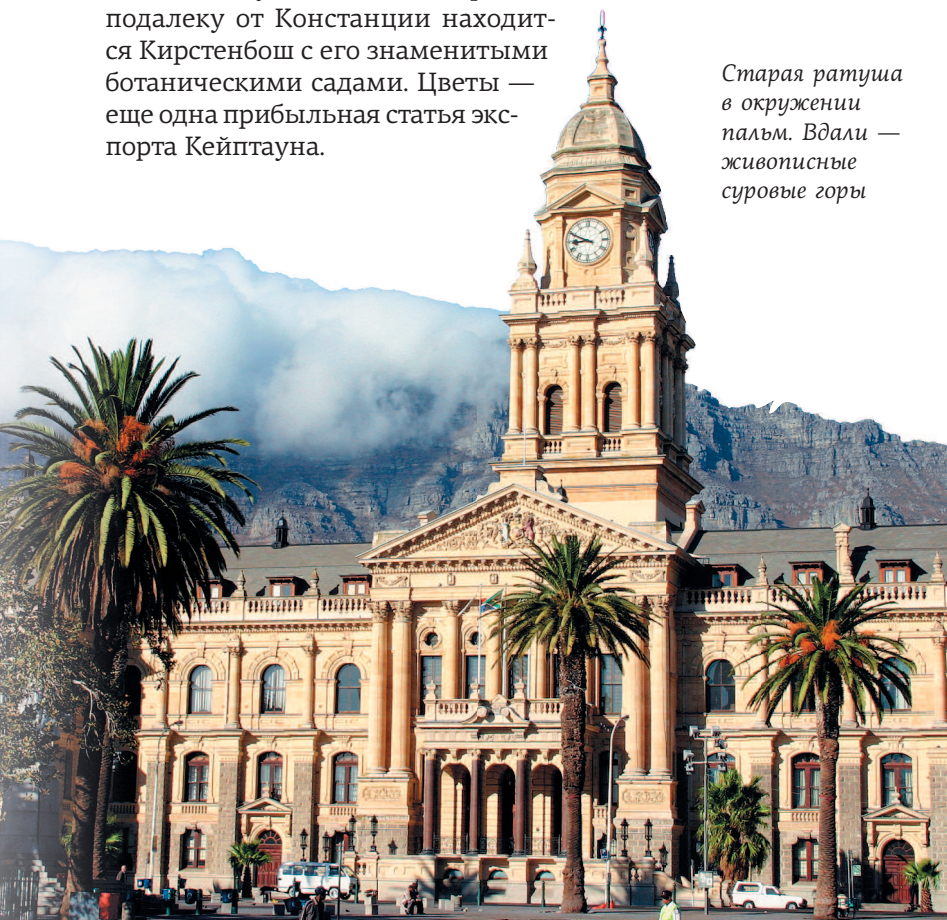 подалеку от Констанции находит-
ся Кирстенбош с его знаменитыми
ботаническими садами. Цветы —
еще одна прибыльная статья экс-
порта Кейптауна.
Старая ратуша
в окружении
пальм. Вдали —
живописные
суровые горы